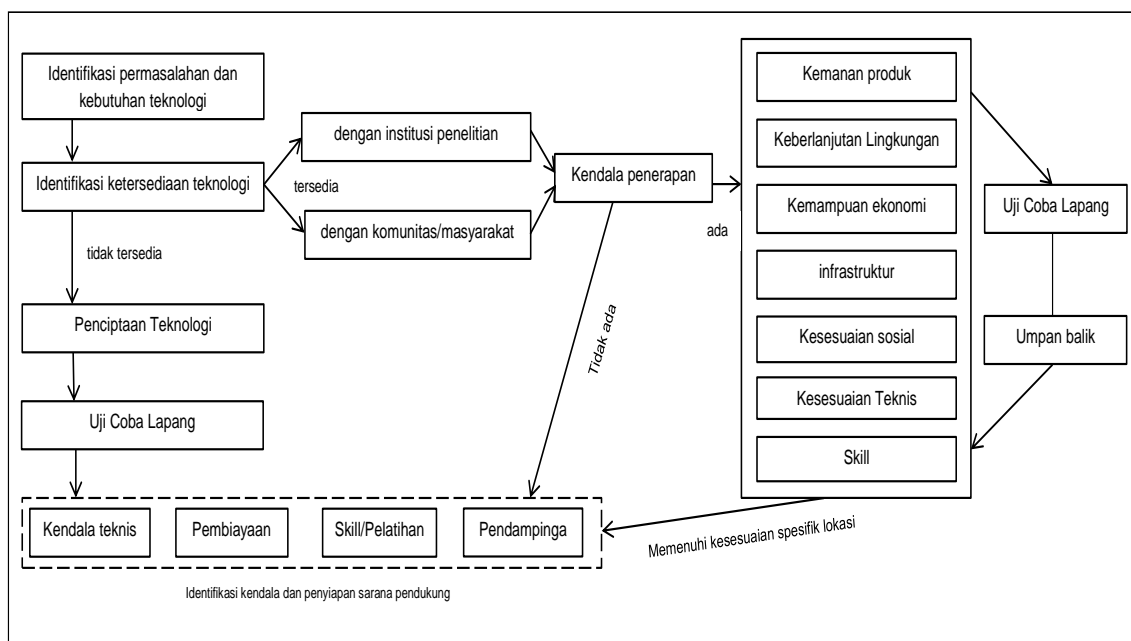 Identifikasi permasalahan dan
kebutuhan teknologi
Identifikasi ketersediaan teknologi
tidak tersedia
Penciptaan Teknologi
Uji Coba Lapang
tersedia
dengan institusi penelitian
dengan komunitas/masyarakat
Kendala penerapan
ada
Tidak ada
Kemanan produk
Keberlanjutan Lingkungan
Kemampuan ekonomi
infrastruktur
Kesesuaian sosial
Kesesuaian Teknis
Skill
Uji Coba Lapang
Umpan balik
Memenuhi kesesuaian spesifik lokasi
Kendala teknis
Pembiayaan
Skill/Pelatihan
Pendampinga
Identifikasi kendala dan penyiapan sarana pendukung